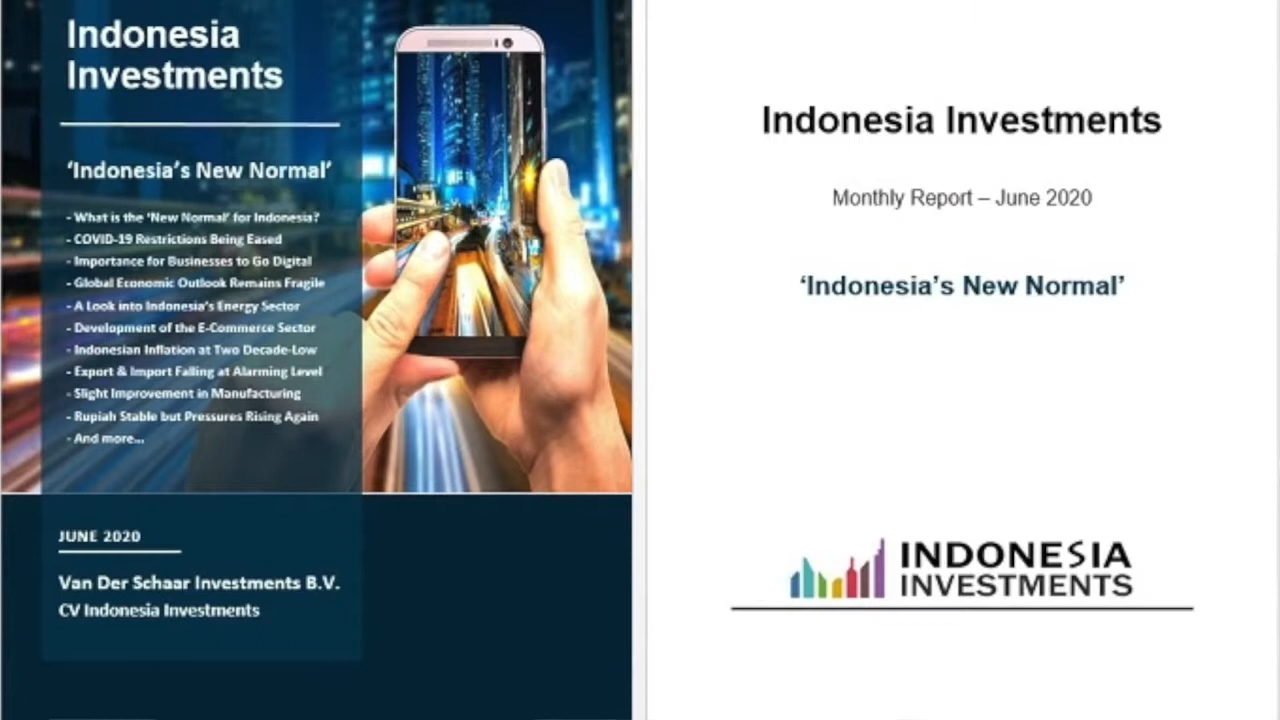 Indonesia
Investments
‘Indonesia’s New Normal’
- What is the ‘New Normal’ for Indonesia?
- COVID-19 Restrictions Being Eased
- Importance for Businesses to Go Digital
- Global Economic Outlook Remains Fragile
- A Look into Indonesia's Energy Sector
- Development of the E-Commerce Sector
- Indonesian Inflation at Two Decade-Low
- Export & Import Falling at Alarming Level
- Slight Improvement in Manufacturing
- Rupiah Stable but Pressures Rising Again
- And more...
JUNE 2020
Van Der Schaar Investments B.V.
CV Indonesia Investments
Indonesia Investments
Monthly Report – June 2020
‘Indonesia’s New Normal’
INDONESIA
INVESTMENTS